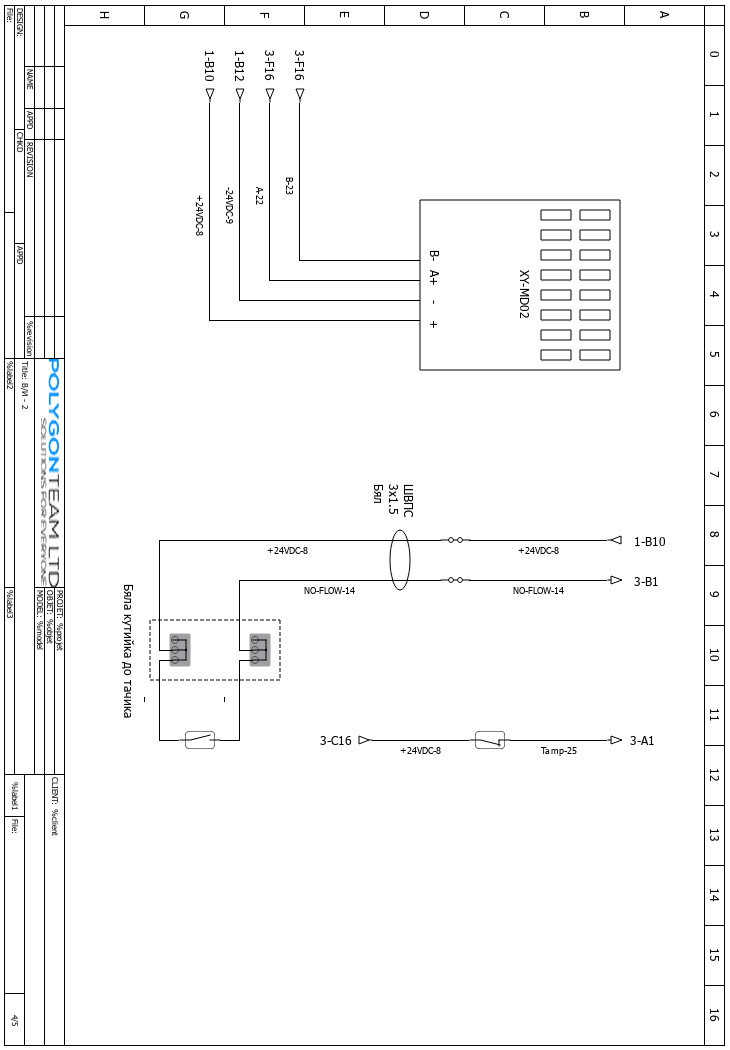 A
B
C
D
E
F
G
H
0
1
2
3
4
5
6
7
8
9
10
11
12
13
14
15
16
3-F16
3-F16
1-B12
1-B10
B-23
A-22
-24VDC-9
+24VDC-8
XY-MD02
B-
A+
-
+
1-B10
3-B1
+24VDC-8
+24VDC-8
NO-FLOW-14
NO-FLOW-14
ШВПС
3x1.5
Бял
Бяла кутийка до тачика
-
-
3-C16
+24VDC-8
Tamp-25
3-A1
NAME
APPD
REVISION
%revision
DESIGN:
CHKD
APPD
File:
POLYGONTEAM LTD
SOLUTIONS FOR EVERYONE
Title: В/И - 2
%label2
PROJET: %projet
OBJET: %objet
MODEL: %model
%label3
CLIENT: %client
%label1
File:
4/5